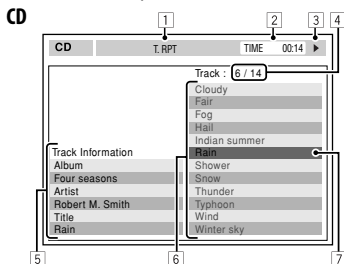 CD
1 2 3 4
CD T. RPT TIME 00:14
Track : 6 / 14
Cloudy
Fair
Fog
Hail
Indian summer
Rain
Shower
Snow
Thunder
Typhoon
Wind
Winter sky
Track Information
Album
Four seasons
Artist
Robert M. Smith
Title
Rain
5 6 7